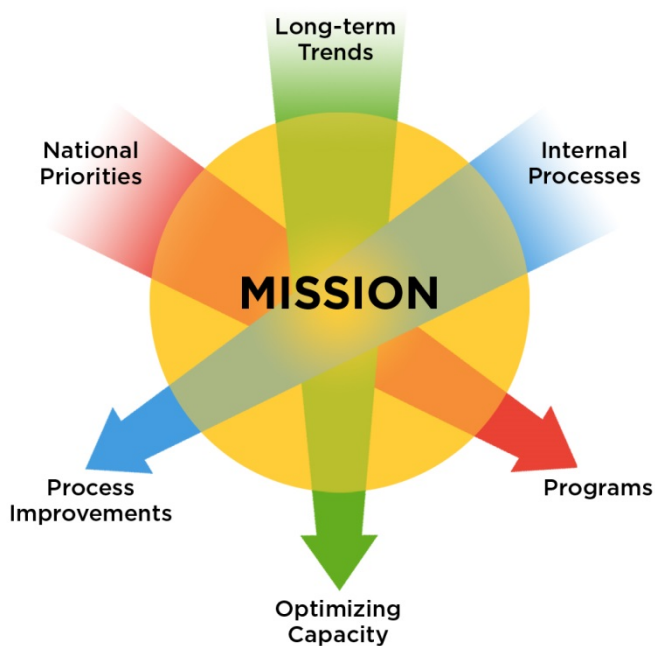 Long-term
Trends
National
Priorities
Internal
Processes
MISSION
Process
Improvements
Programs
Optimizing
Capacity